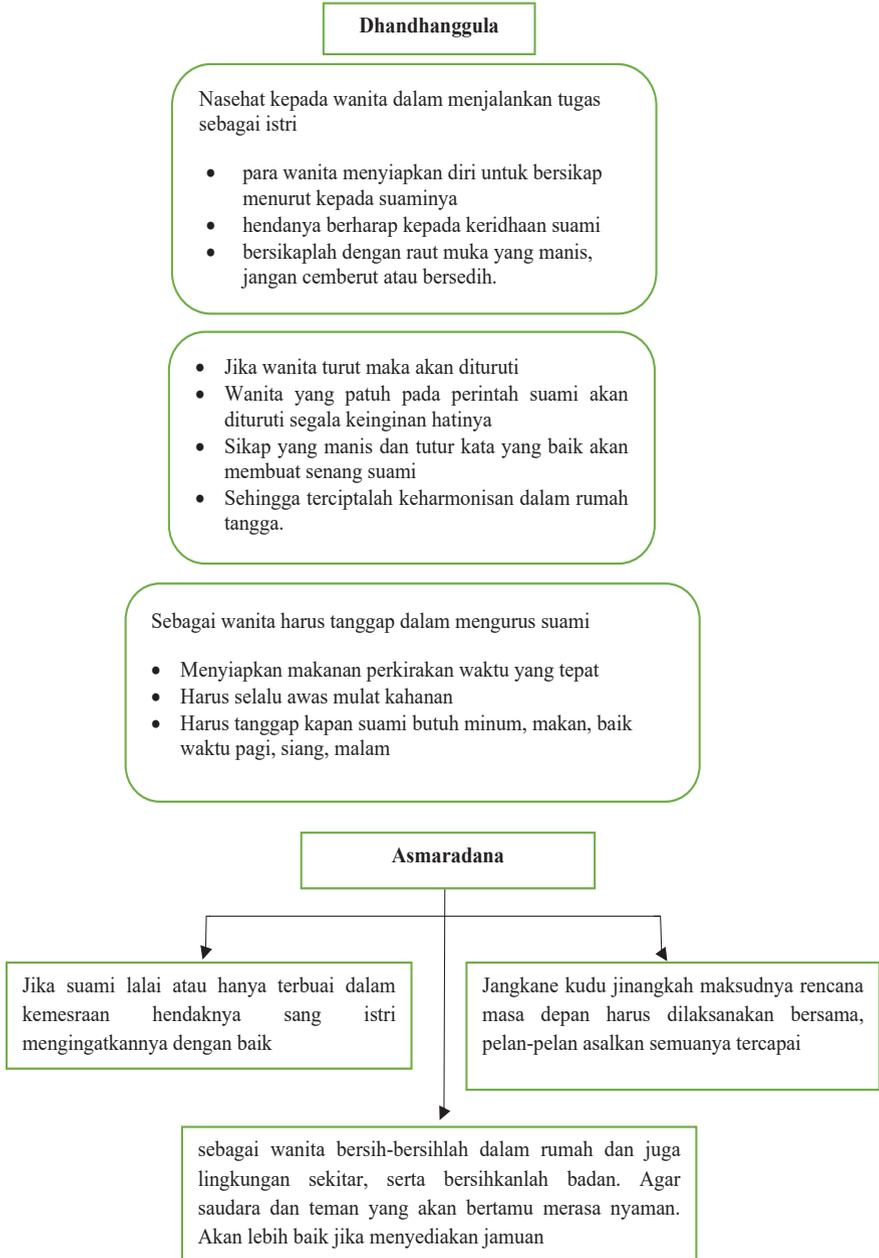 Dhandhanggula
Nasehat kepada wanita dalam menjalankan tugas
sebagai istri
• para wanita menyiapkan diri untuk bersikap
menurut kepada suaminya
• hendanya berharap kepada keridhaan suami
• bersikaplah dengan raut muka yang manis,
jangan cemberut atau bersedih.
• Jika wanita turut maka akan dituruti
• Wanita yang patuh pada perintah suami akan
dituruti segala keinginan hatinya
• Sikap yang manis dan tutur kata yang baik akan
membuat senang suami
• Sehingga terciptalah keharmonisan dalam rumah
tangga.
Sebagai wanita harus tanggap dalam mengurus suami
• Menyiapkan makanan perkirakan waktu yang tepat
• Harus selalu awas mulat kahanan
• Harus tanggap kapan suami butuh minum, makan, baik
waktu pagi, siang, malam
Asmaradana
Jika suami lalai atau hanya terbuai dalam
kemesraan hendaknya sang istri
mengingatkannya dengan baik
Jangkane kudu jinangkah maksudnya rencana
masa depan harus dilaksanakan bersama,
pelan-pelan asalkan semuanya tercapai
sebagai wanita bersih-bersihlah dalam rumah dan juga
lingkungan sekitar, serta bersihkanlah badan. Agar
saudara dan teman yang akan bertamu merasa nyaman.
Akan lebih baik jika menyediakan jamuan